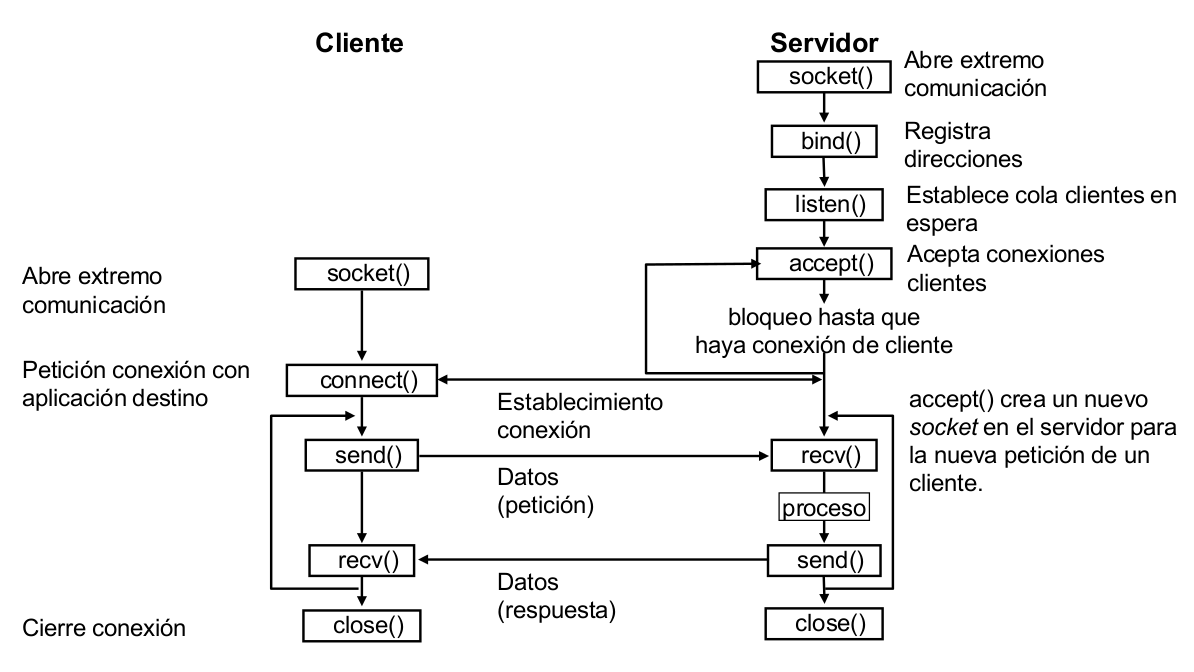 Cliente
Servidor
socket()
Abre extremo
comunicación
bind()
Registra
direcciones
listen()
Establece cola clientes en
espera
accept()
Acepta conexiones
clientes
Abre extremo
comunicación
socket()
bloqueo hasta que
haya conexión de cliente
Petición conexión con
aplicación destino
connect()
Establecimiento
conexión
accept() crea un nuevo
socket en el servidor para
la nueva petición de un
cliente.
send()
recv()
Datos
(petición)
proceso
recv()
send()
Datos
(respuesta)
Cierre conexión
close()
close()